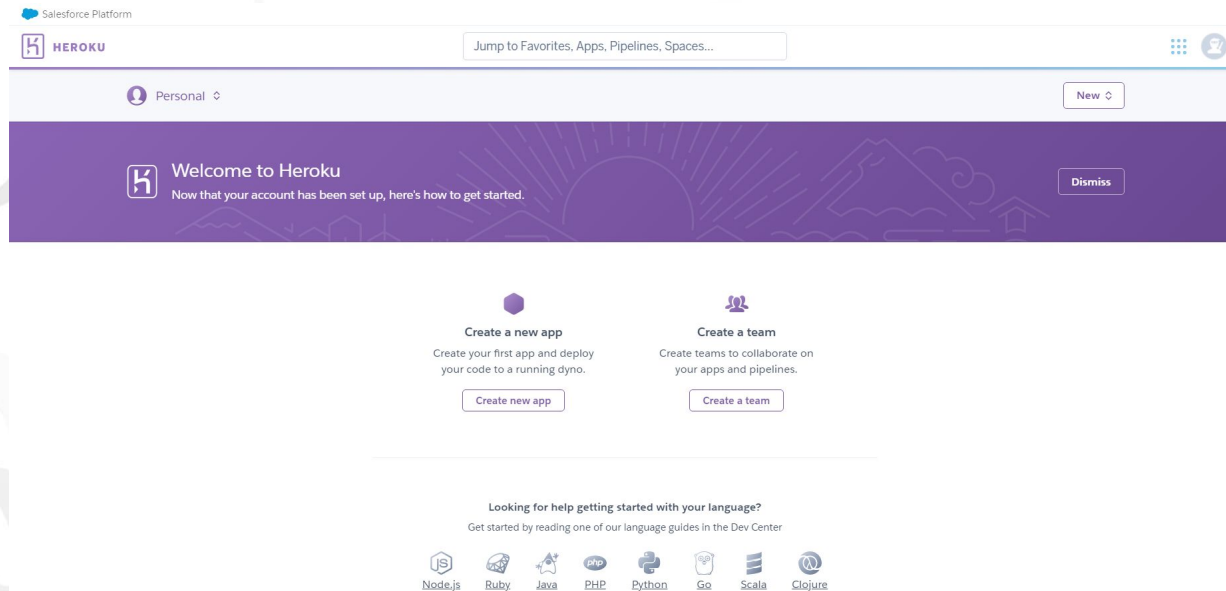 Salesforce Platform
HEROKU
Jump to Favorites, Apps, Pipelines, Spaces...
Personal
New
Welcome to Heroku
Now that your account has been set up, here's how to get started.
Dismiss
Create a new app
Create your first app and deploy
your code to a running dyno.
Create new app
Create a team
Create teams to collaborate on
your apps and pipelines.
Create a team
Looking for help getting started with your language?
Get started by reading one of our language guides in the Dev Center
JS
php
Node.js Ruby Java PHP Python Go Scala Clojure